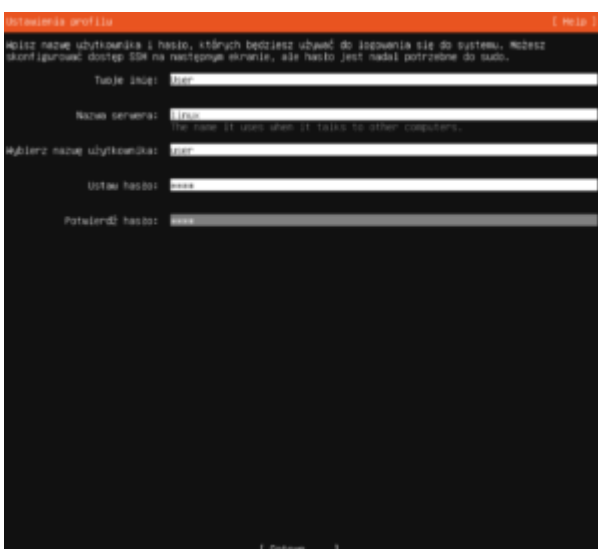 Ustawienia profilu [ Help ]
Wpisz nazwę użytkownika i hasło, których będziesz używać do logowania się do systemu. Możesz
skonfigurować dostęp SSH na następnym ekranie, ale hasło jest nadal potrzebne do sudo.
Twoje imię: User
Nazwa serwera: linux
The name it uses when it talks to other computers.
Wybierz nazwę użytkownika: user
Ustaw hasło: ****
Potwierdź hasło: ****
[ Gotowe ]